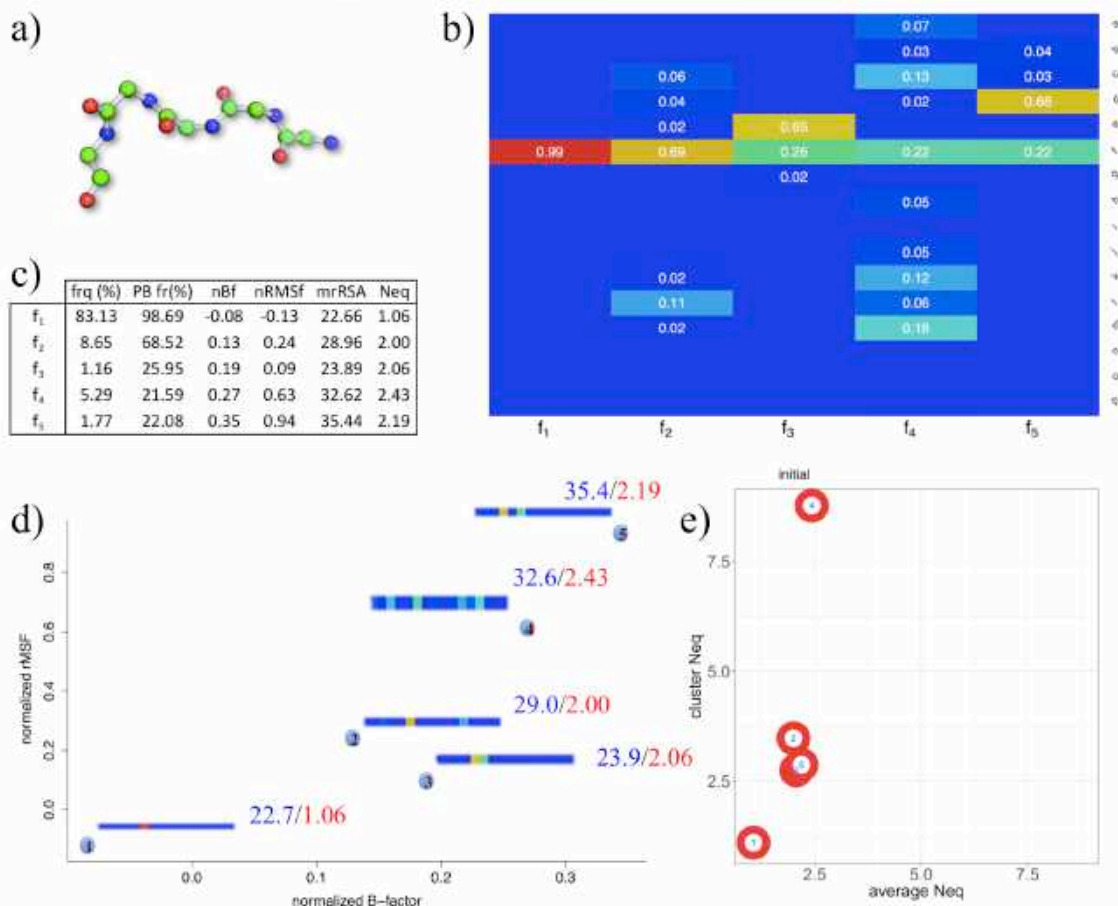 a)
b)
0.07
0.03 0.04
0.06 0.13 0.03
0.04 0.02
0.02
0.99 0.69 0.22 0.22
0.02
0.05
0.05
0.02 0.12
0.11 0.06
0.02
f1 f2 f3 f4 f5
c)
frq (%) PB fr(%) nBf nRMSf mrRSA Neq
f1 83.13 98.69 -0.08 -0.13 22.66 1.06
f2 8.65 68.52 0.13 0.24 28.96 2.00
f3 1.16 25.95 0.19 0.09 23.89 2.06
f4 5.29 21.59 0.27 0.63 32.62 2.43
f5 1.77 22.08 0.35 0.94 35.44 2.19
d)
35.4/2.19
5
32.6/2.43
4
29.0/2.00
2
23.9/2.06
3
22.7/1.06
1
0.8
0.6
0.4
0.2
0.0
normalized rMSF
0.0 0.1 0.2 0.3
normalized B-factor
e)
initial
7.5
5.0
2.5
cluster Neq
2.5 5.0 7.5
average Neq